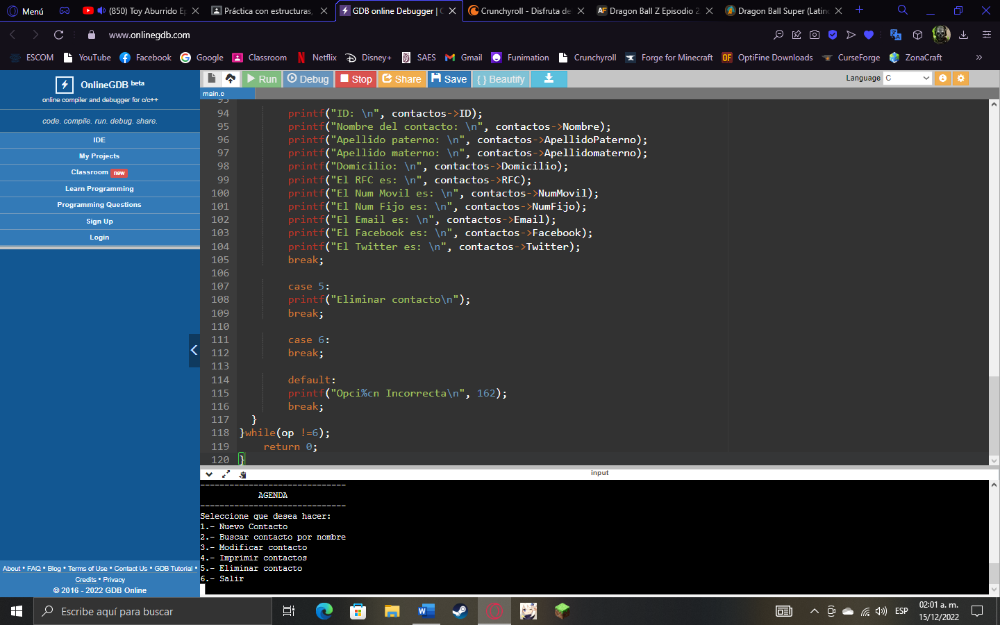 Menú
(850) Toy Aburrido Ep
Práctica con estructuras,
GDB online Debugger | C
Crunchyroll - Disfruta de
Dragon Ball Z Episodio 2
Dragon Ball Super (Latino
www.onlinegdb.com
ESCOM YouTube Facebook Google Classroom Netflix Disney+ SAES Gmail Funimation Crunchyroll Forge for Minecraft OptiFine Downloads CurseForge ZonaCraft »
OnlineGDB beta
online compiler and debugger for c/c++
code. compile. run. debug. share.
IDE
My Projects
Classroom new
Learn Programming
Programming Questions
Sign Up
Login
About • FAQ • Blog • Terms of Use • Contact Us • GDB Tutorial •
Credits • Privacy
© 2016 - 2022 GDB Online
Run Debug Stop Share Save { } Beautify
Language C
main.c
93
94 printf("ID: \n", contactos->ID);
95 printf("Nombre del contacto: \n", contactos->Nombre);
96 printf("Apellido paterno: \n", contactos->ApellidoPaterno);
97 printf("Apellido materno: \n", contactos->Apellidomaterno);
98 printf("Domicilio: \n", contactos->Domicilio);
99 printf("El RFC es: \n", contactos->RFC);
100 printf("El Num Movil es: \n", contactos->NumMovil);
101 printf("El Num Fijo es: \n", contactos->NumFijo);
102 printf("El Email es: \n", contactos->Email);
103 printf("El Facebook es: \n", contactos->Facebook);
104 printf("El Twitter es: \n", contactos->Twitter);
105 break;
106
107 case 5:
108 printf("Eliminar contacto\n");
109 break;
110
111 case 6:
112 break;
113
114 default:
115 printf("Opci%cn Incorrecta\n", 162);
116 break;
117 }
118 }while(op !=6);
119 return 0;
120 }
input
------------------------------
AGENDA
------------------------------
Seleccione que desea hacer:
1.- Nuevo Contacto
2.- Buscar contacto por nombre
3.- Modificar contacto
4.- Imprimir contactos
5.- Eliminar contacto
6.- Salir
Escribe aquí para buscar
ESP
02:01 a. m.
15/12/2022